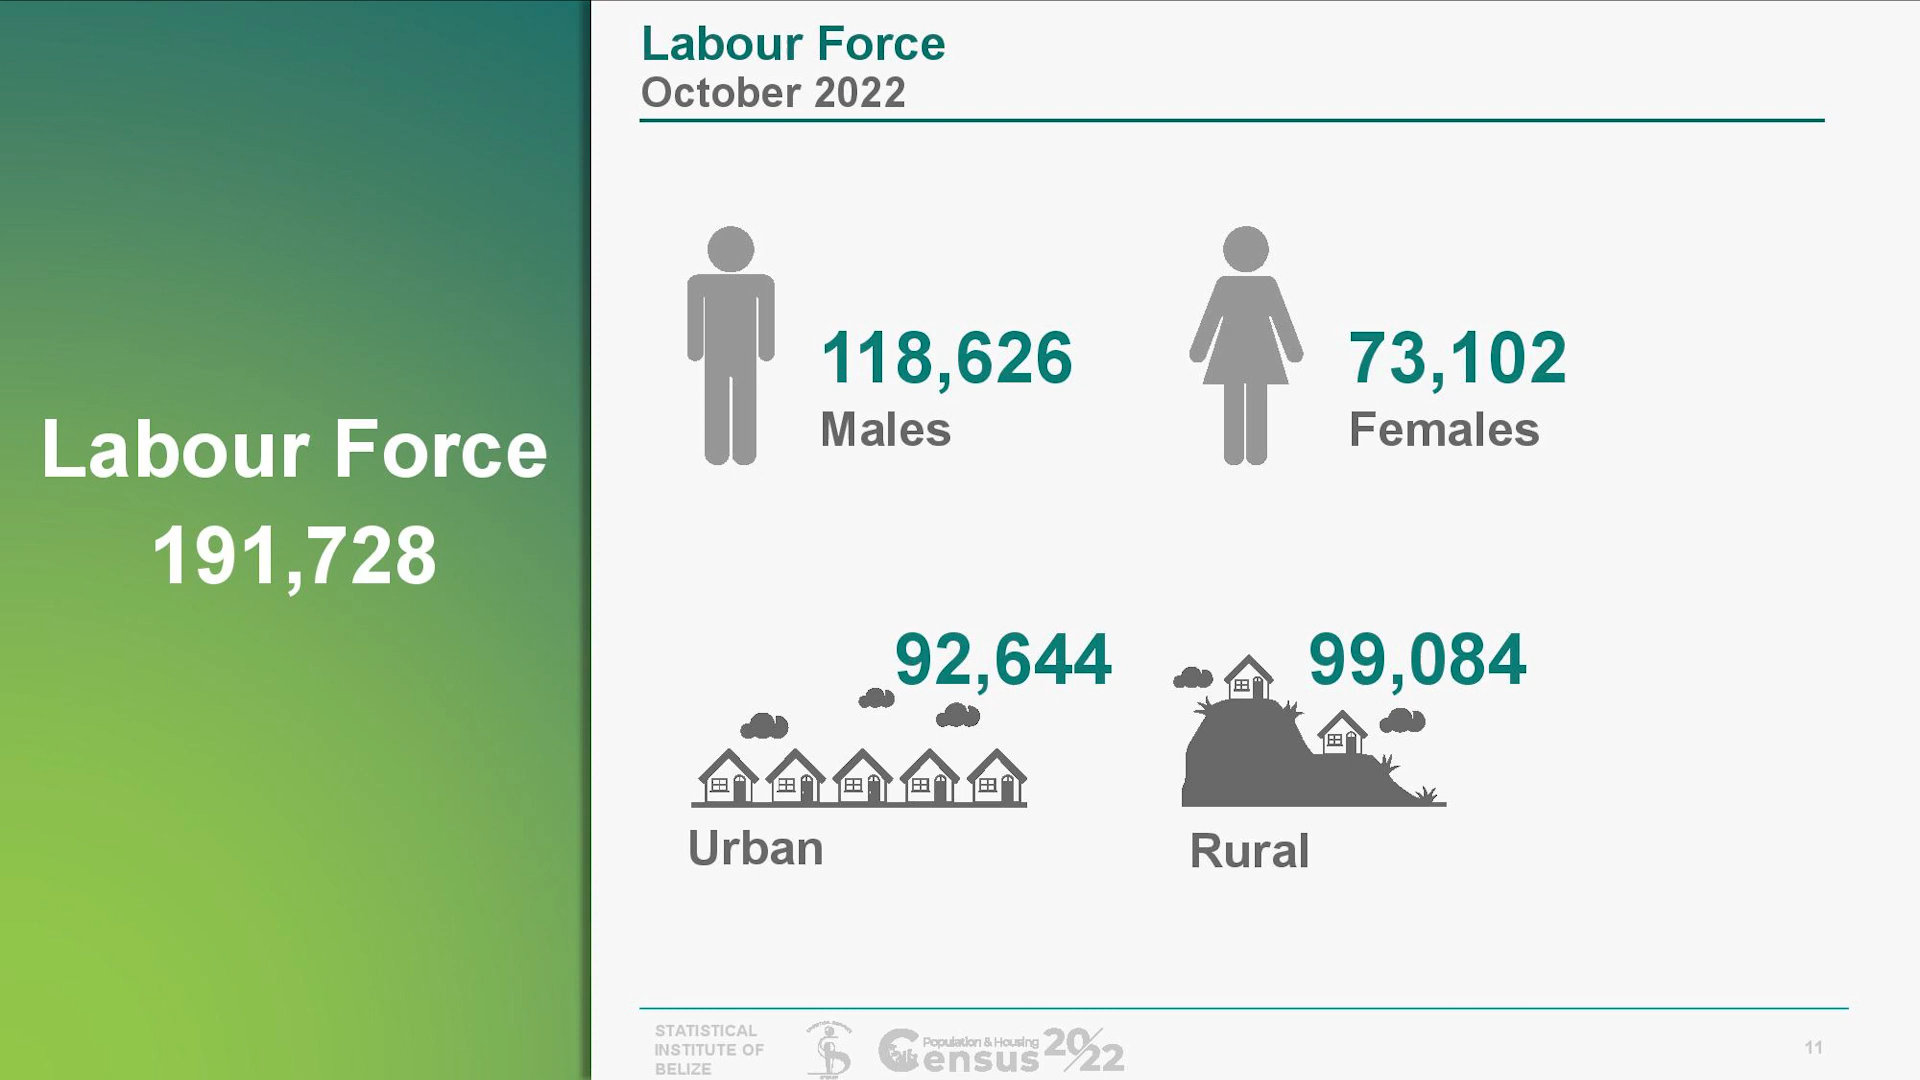 Labour Force
191,728
Labour Force
October 2022
118,626
Males
73,102
Females
92,644
Urban
99,084
Rural
STATISTICAL
INSTITUTE OF
BELIZE
Population & Housing
Census 2022
11